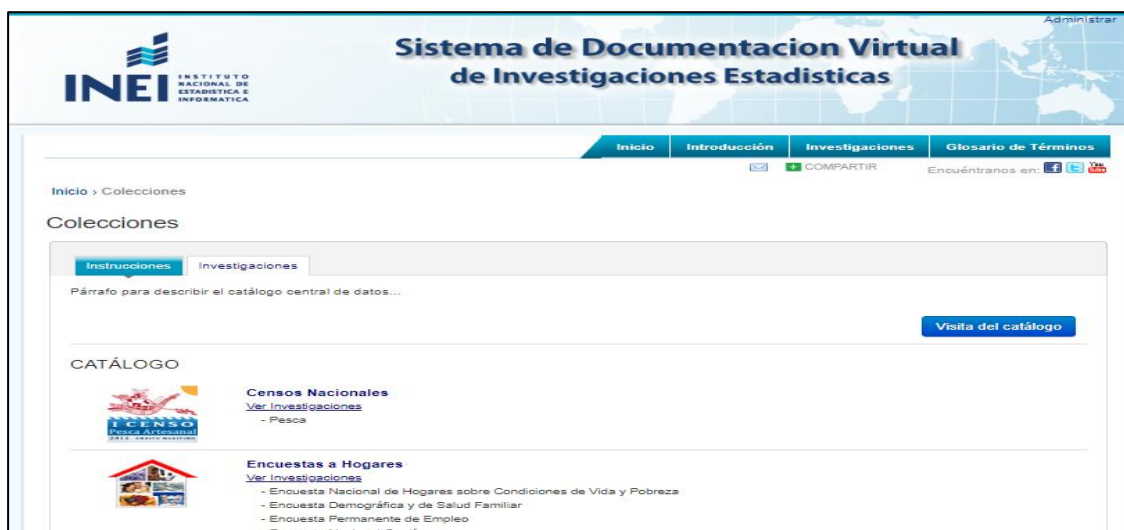 Administrar
Sistema de Documentacion Virtual
de Investigaciones Estadisticas
INEI
INSTITUTO
NACIONAL DE
ESTADISTICA E
INFORMATICA
Inicio Introducción Investigaciones Glosario de Términos
COMPARTIR Encuéntranos en: You
Inicio › Colecciones
Colecciones
Instrucciones Investigaciones
Párrafo para describir el catálogo central de datos...
Visita del catálogo
CATÁLOGO
Censos Nacionales
Ver Investigaciones
- Pesca
I CENSO
Pesca Artesanal
Encuestas a Hogares
Ver Investigaciones
- Encuesta Nacional de Hogares sobre Condiciones de Vida y Pobreza
- Encuesta Demográfica y de Salud Familiar
- Encuesta Permanente de Empleo